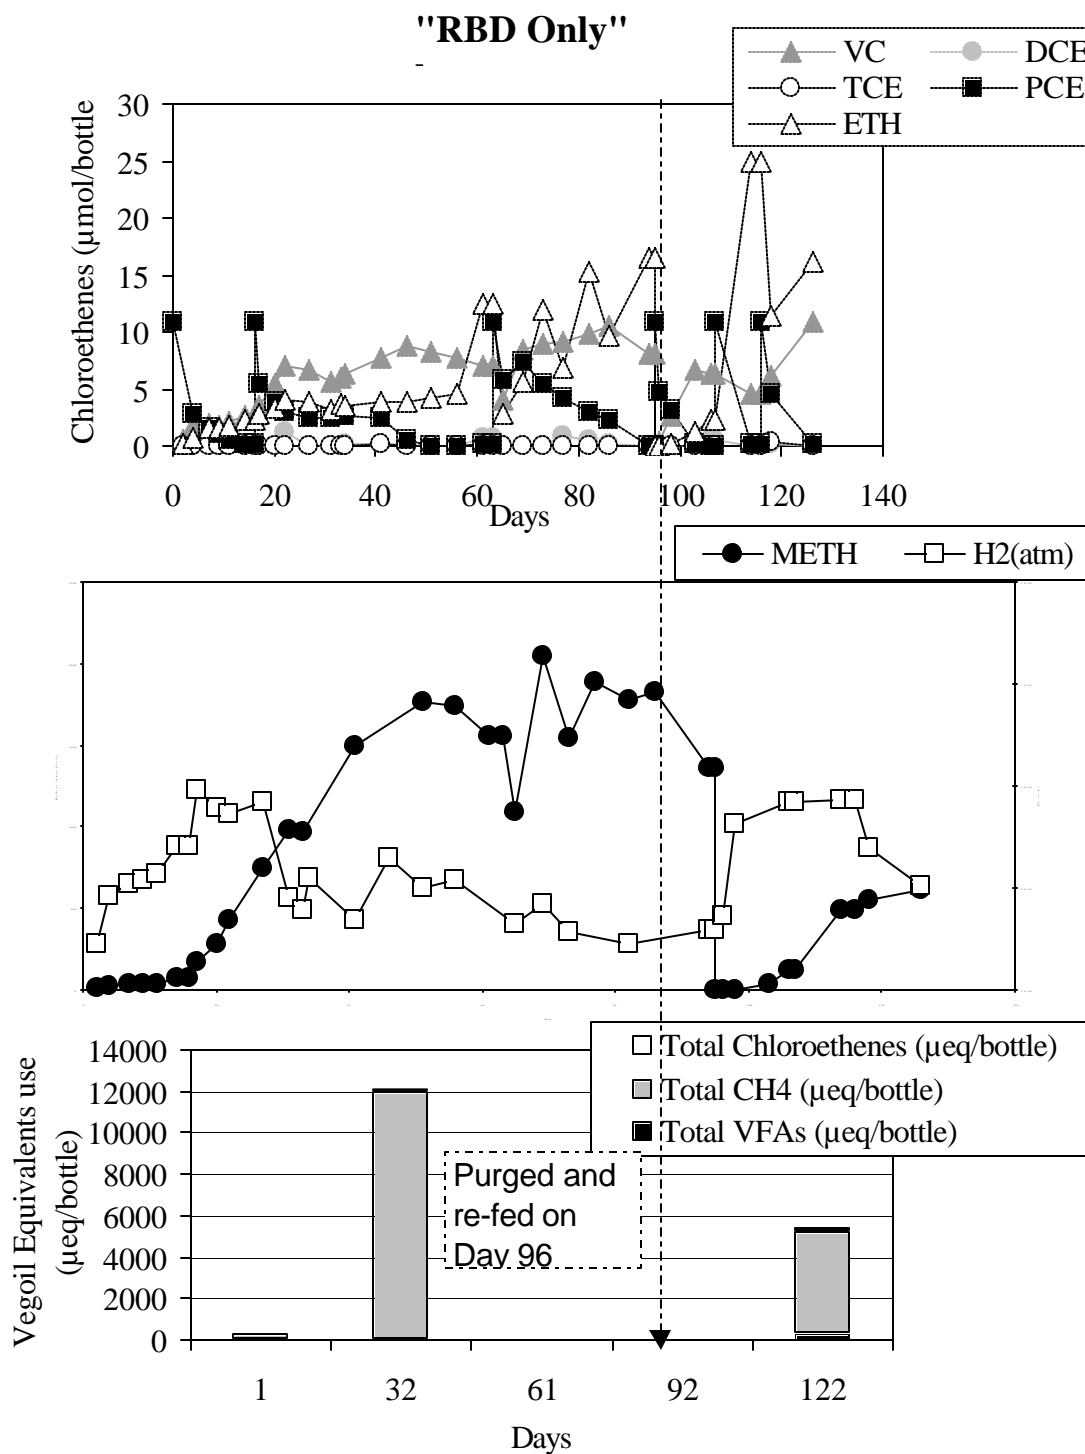 "RBD Only"
-
VC DCE
TCE PCE
ETH
30
25
20
15
10
5
0
Chloroethenes (µmol/bottle
0 20 40 60 80 100 120 140
Days
METH H2(atm)
Total Chloroethenes (µeq/bottle)
Total CH4 (µeq/bottle)
Total VFAs (µeq/bottle)
14000
12000
10000
8000
6000
4000
2000
0
Vegoil Equivalents use
(µeq/bottle)
Purged and
re-fed on
Day 96
1 32 61 92 122
Days